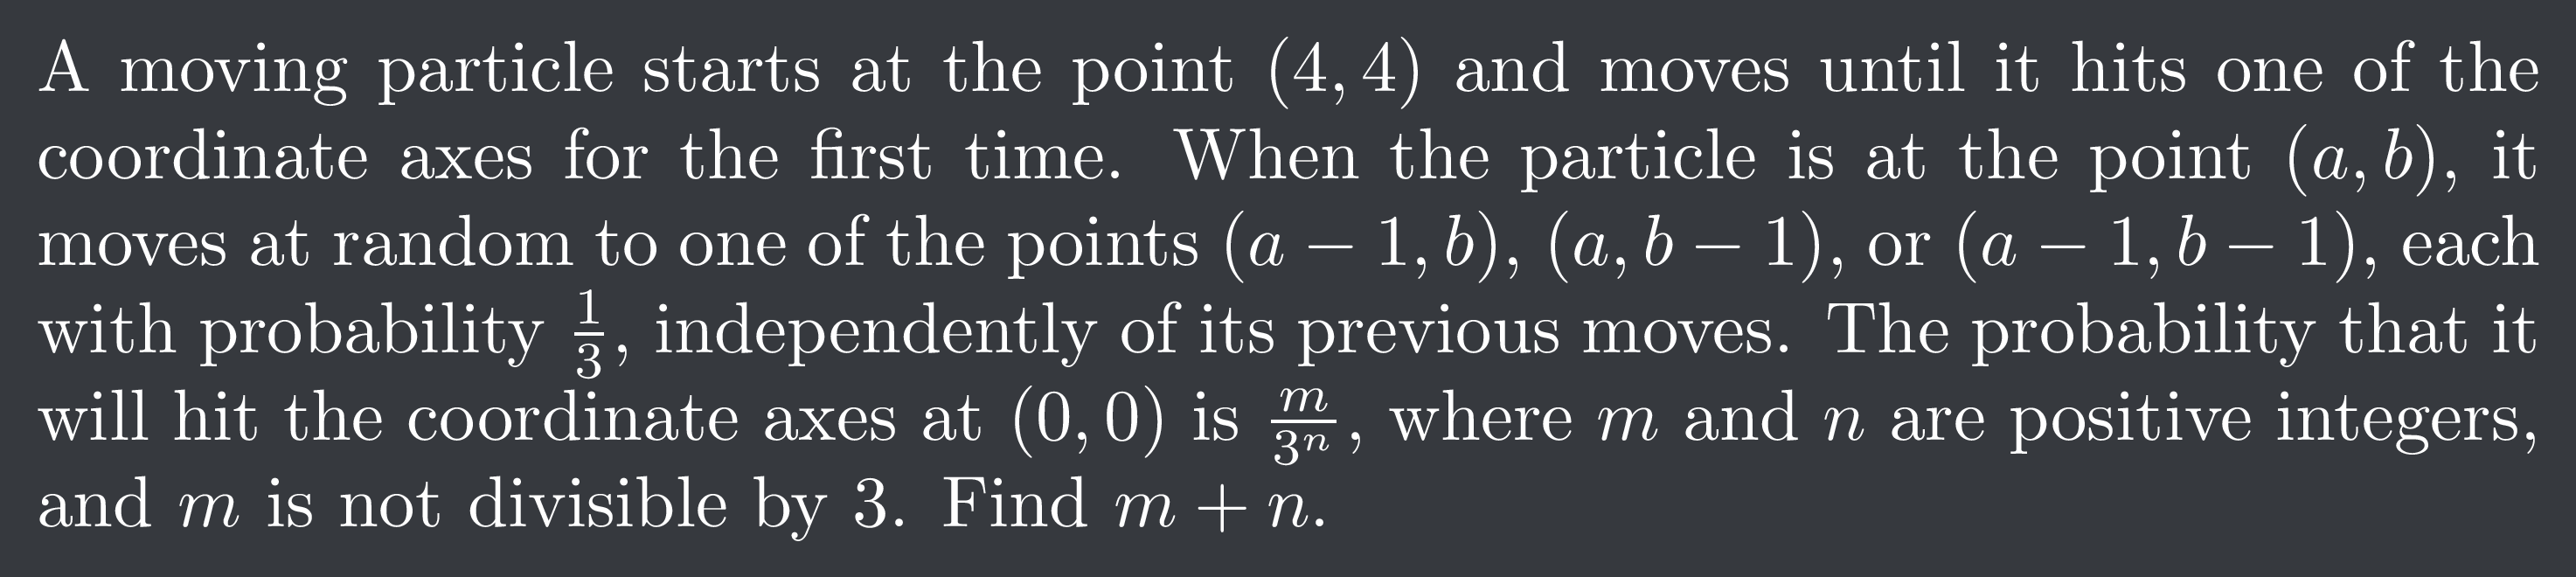 A moving particle starts at the point (4, 4) and moves until it hits one of the
coordinate axes for the first time. When the particle is at the point (a, b), it
moves at random to one of the points (a − 1, b), (a, b − 1), or (a − 1, b − 1), each
with probability 1/3, independently of its previous moves. The probability that it
will hit the coordinate axes at (0, 0) is m/3ⁿ, where m and n are positive integers,
and m is not divisible by 3. Find m + n.